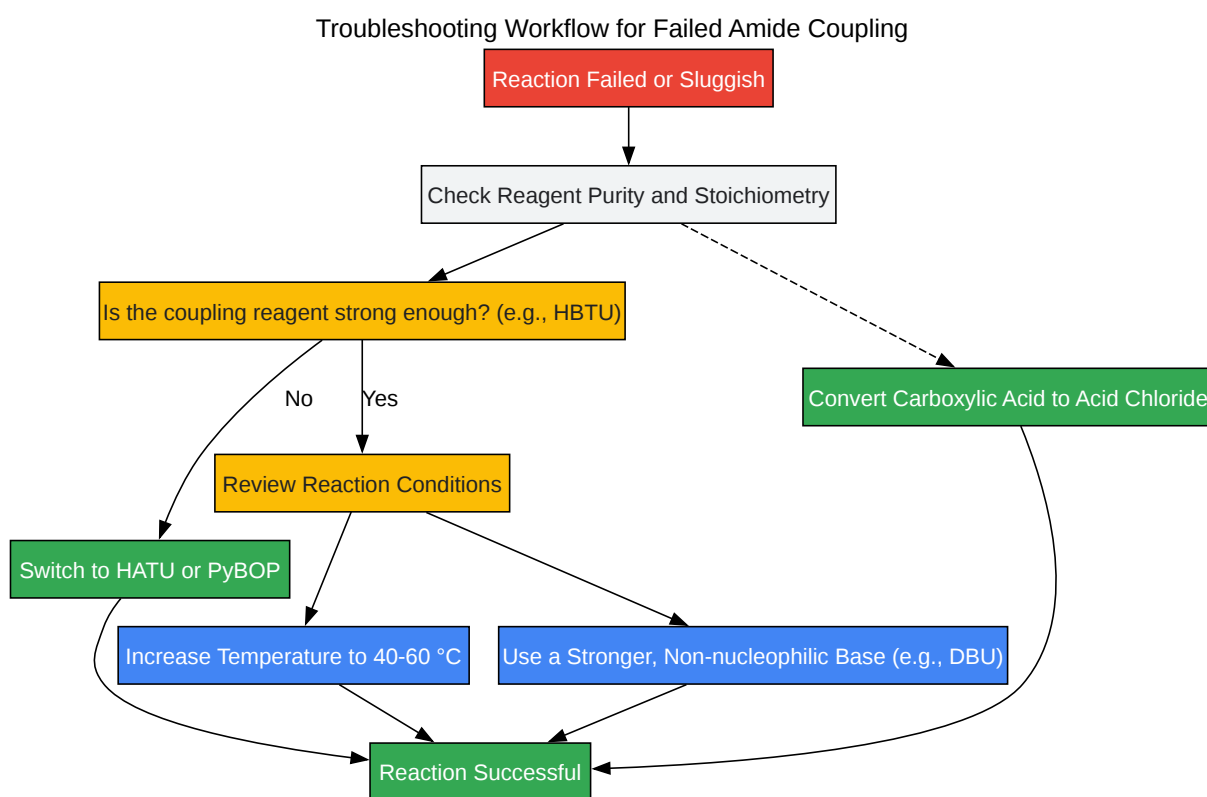 Troubleshooting Workflow for Failed Amide Coupling
Reaction Failed or Sluggish
Check Reagent Purity and Stoichiometry
Is the coupling reagent strong enough? (e.g., HBTU)
Convert Carboxylic Acid to Acid Chloride
No
Yes
Review Reaction Conditions
Switch to HATU or PyBOP
Increase Temperature to 40-60 °C
Use a Stronger, Non-nucleophilic Base (e.g., DBU)
Reaction Successful